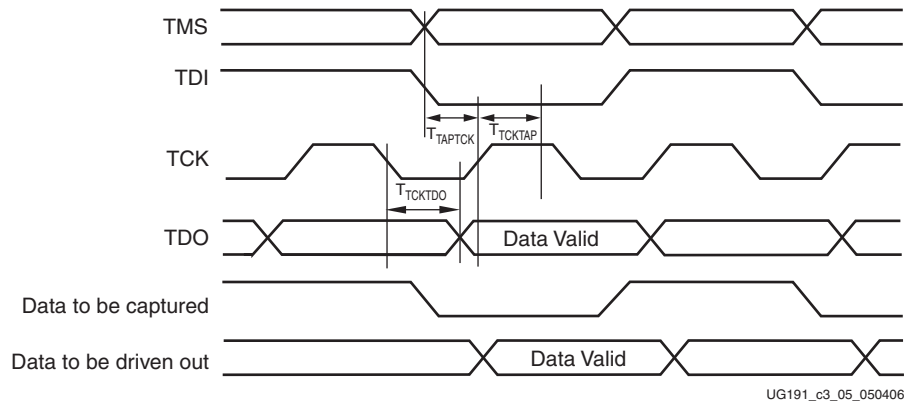 TMS
TDI
TTAPTCK TTCKTAP
TCK
TTCKTDO
TDO Data Valid
Data to be captured
Data to be driven out Data Valid
UG191_c3_05_050406